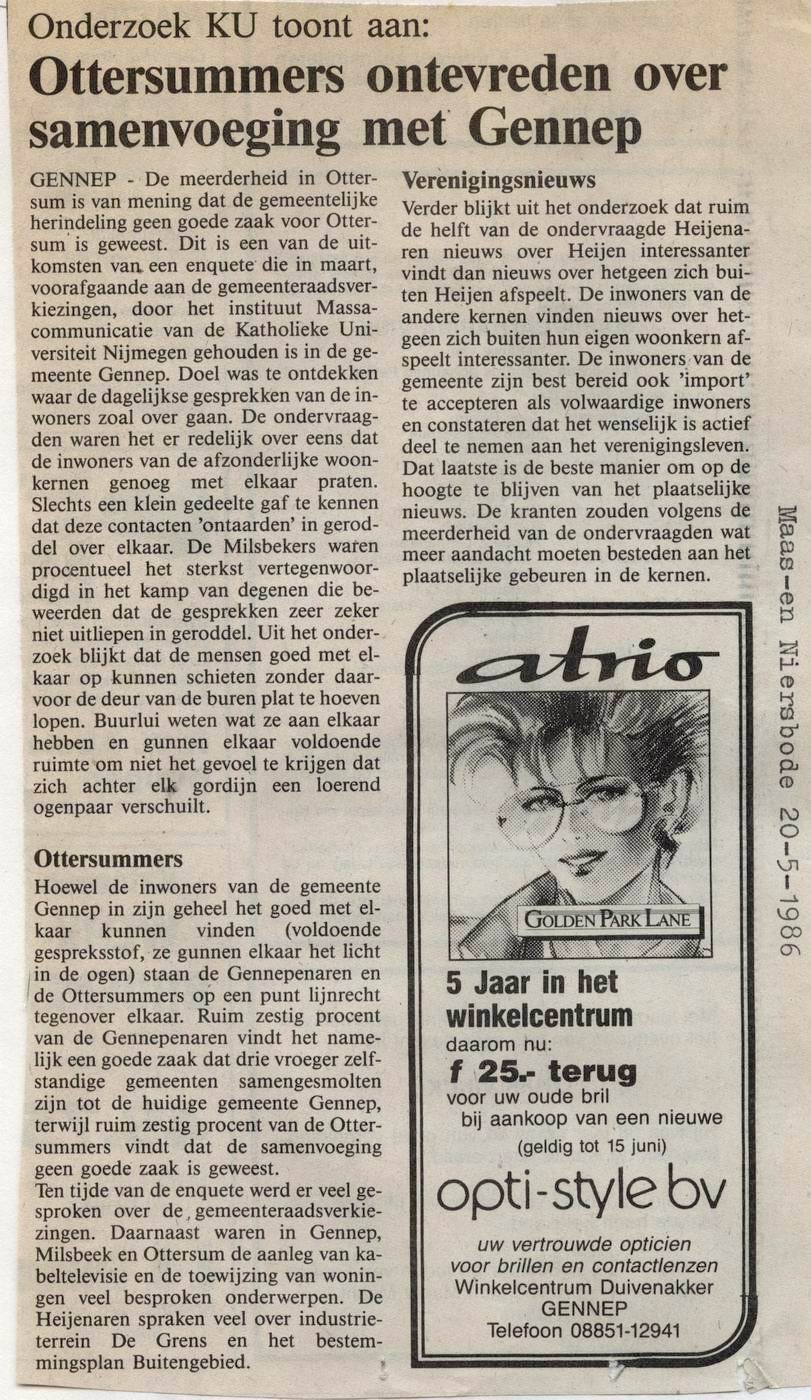 Onderzoek KU toont aan:
Ottersummers ontevreden over
samenvoeging met Gennep
GENNEP - De meerderheid in Otter-
sum is van mening dat de gemeentelijke
herindeling geen goede zaak voor Otter-
sum is geweest. Dit is een van de uit-
komsten van een enquete die in maart,
voorafgaande aan de gemeenteraadsver-
kiezingen, door het instituut Massa-
communicatie van de Katholieke Uni-
versiteit Nijmegen gehouden is in de ge-
meente Gennep. Doel was te ontdekken
waar de dagelijkse gesprekken van de in-
woners zoal over gaan. De ondervraag-
den waren het er redelijk over eens dat
de inwoners van de afzonderlijke woon-
kernen genoeg met elkaar praten.
Slechts een klein gedeelte gaf te kennen
dat deze contacten 'ontaarden' in gerod-
del over elkaar. De Milsbekers waren
procentueel het sterkst vertegenwoor-
digd in het kamp van degenen die be-
weerden dat de gesprekken zeer zeker
niet uitliepen in geroddel. Uit het onder-
zoek blijkt dat de mensen goed met el-
kaar op kunnen schieten zonder daar-
voor de deur van de buren plat te hoeven
lopen. Buurlui weten wat ze aan elkaar
hebben en gunnen elkaar voldoende
ruimte om niet het gevoel te krijgen dat
zich achter elk gordijn een loerend
ogenpaar verschuilt.
Ottersummers
Hoewel de inwoners van de gemeente
Gennep in zijn geheel het goed met el-
kaar kunnen vinden (voldoende
gespreksstof, ze gunnen elkaar het licht
in de ogen) staan de Gennepenaren en
de Ottersummers op een punt lijnrecht
tegenover elkaar. Ruim zestig procent
van de Gennepenaren vindt het name-
lijk een goede zaak dat drie vroeger zelf-
standige gemeenten samengesmolten
zijn tot de huidige gemeente Gennep,
terwijl ruim zestig procent van de Otter-
summers vindt dat de samenvoeging
geen goede zaak is geweest.
Ten tijde van de enquete werd er veel ge-
sproken over de gemeenteraadsverkie-
zingen. Daarnaast waren in Gennep,
Milsbeek en Ottersum de aanleg van ka-
beltelevisie en de toewijzing van wonin-
gen veel besproken onderwerpen. De
Heijenaren spraken veel over industrie-
terrein De Grens en het bestem-
mingsplan Buitengebied.
Verenigingsnieuws
Verder blijkt uit het onderzoek dat ruim
de helft van de ondervraagde Heijena-
ren nieuws over Heijen interessanter
vindt dan nieuws over hetgeen zich bui-
ten Heijen afspeelt. De inwoners van de
andere kernen vinden nieuws over het-
geen zich buiten hun eigen woonkern af-
speelt interessanter. De inwoners van de
gemeente zijn best bereid ook 'import'
te accepteren als volwaardige inwoners
en constateren dat het wenselijk is actief
deel te nemen aan het verenigingsleven.
Dat laatste is de beste manier om op de
hoogte te blijven van het plaatselijke
nieuws. De kranten zouden volgens de
meerderheid van de ondervraagden wat
meer aandacht moeten besteden aan het
plaatselijke gebeuren in de kernen.
atrio
GOLDEN PARK LANE
5 Jaar in het
winkelcentrum
daarom nu:
f 25.- terug
voor uw oude bril
bij aankoop van een nieuwe
(geldig tot 15 juni)
opti-style bv
uw vertrouwde opticien
voor brillen en contactlenzen
Winkelcentrum Duivenakker
GENNEP
Telefoon 08851-12941
Maas-en Niersbode 20-5-1986